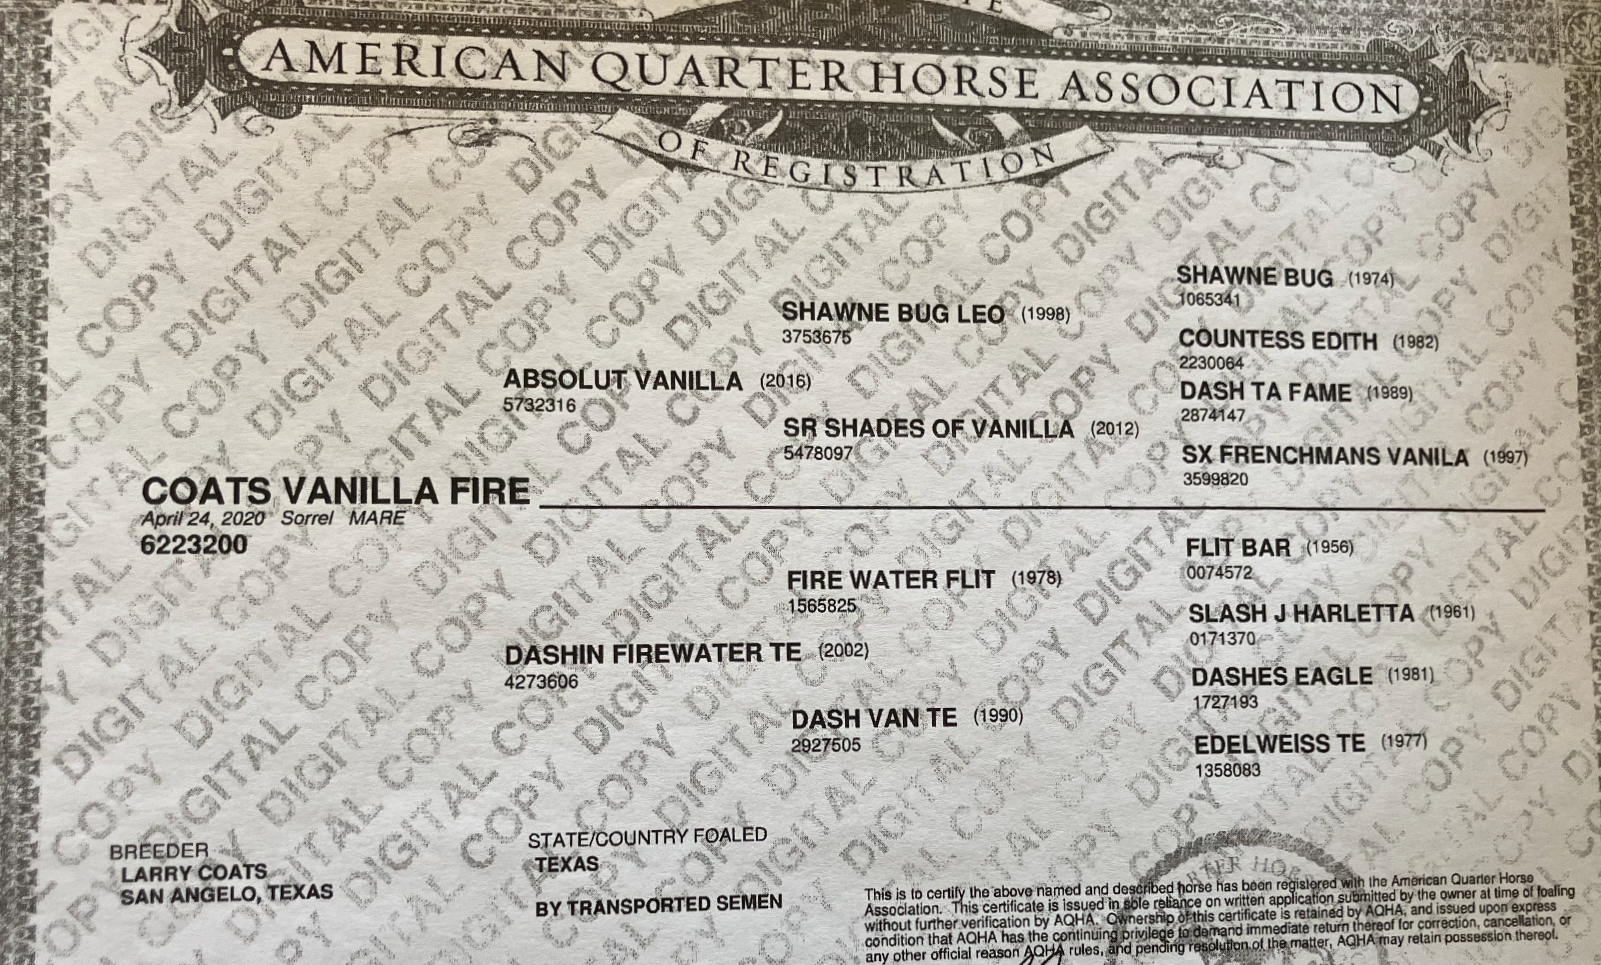 AMERICAN QUARTER HORSE ASSOCIATION
OF REGISTRATION
SHAWNE BUG (1974)
1065341
SHAWNE BUG LEO (1998)
3753675
COUNTESS EDITH (1982)
2230064
ABSOLUT VANILLA (2016)
5732316
DASH TA FAME (1989)
2874147
SR SHADES OF VANILLA (2012)
5478097
SX FRENCHMANS VANILA (1997)
3599820
COATS VANILLA FIRE
April 24, 2020 Sorrel MARE
6223200
FLIT BAR (1956)
0074572
FIRE WATER FLIT (1978)
1565825
SLASH J HARLETTA (1961)
0171370
DASHIN FIREWATER TE (2002)
4273606
DASHES EAGLE (1981)
1727193
DASH VAN TE (1990)
2927505
EDELWEISS TE (1977)
1358083
BREEDER
LARRY COATS
SAN ANGELO, TEXAS
STATE/COUNTRY FOALED
TEXAS
BY TRANSPORTED SEMEN
This is to certify the above named and described horse has been registered with the American Quarter Horse
Association. This certificate is issued in sole reliance on written application submitted by the owner at time of foaling
without further verification by AQHA. Ownership of this certificate is retained by AQHA, and issued upon express
condition that AQHA has the continuing privilege to demand immediate return thereof for correction, cancellation, or
any other official reason AQHA rules, and pending resolution of the matter, AQHA may retain possession thereof.
DIGITAL COPY